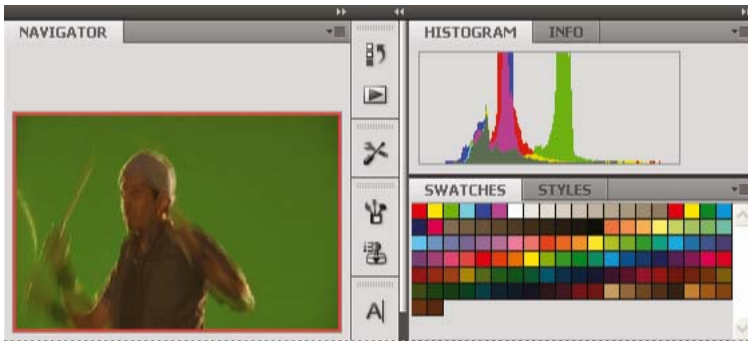 NAVIGATOR
HISTOGRAM
INFO
SWATCHES
STYLES
A